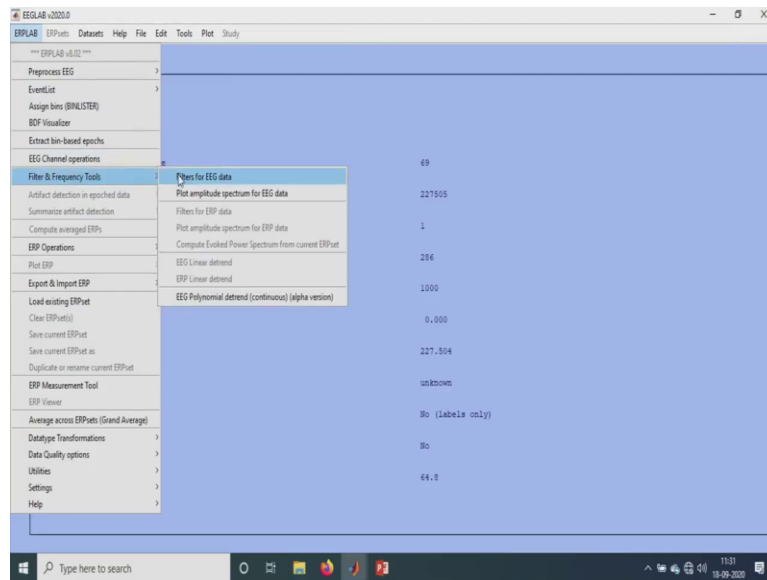 EEGLAB v2020.0
ERPLAB ERPsets Datasets Help File Edit Tools Plot Study
*** ERPLAB v8.02 ***
Preprocess EEG
EventList
Assign bins (BINLISTER)
BDF Visualizer
Extract bin-based epochs
EEG Channel operations
Filter & Frequency Tools
Artifact detection in epoched data
Summarize artifact detection
Compute averaged ERPs
ERP Operations
Plot ERP
Export & Import ERP
Load existing ERPset
Clear ERPset(s)
Save current ERPset
Save current ERPset as
Duplicate or rename current ERPset
ERP Measurement Tool
ERP Viewer
Average across ERPsets (Grand Average)
Datatype Transformations
Data Quality options
Utilities
Settings
Help
Filters for EEG data
Plot amplitude spectrum for EEG data
Filters for ERP data
Plot amplitude spectrum for ERP data
Compute Evoked Power Spectrum from current ERPset
EEG Linear detrend
ERP Linear detrend
EEG Polynomial detrend (continuous) (alpha version)
69
227505
1
286
1000
0.000
227.504
unknown
No (labels only)
No
64.8
Type here to search
11:31
18-09-2020